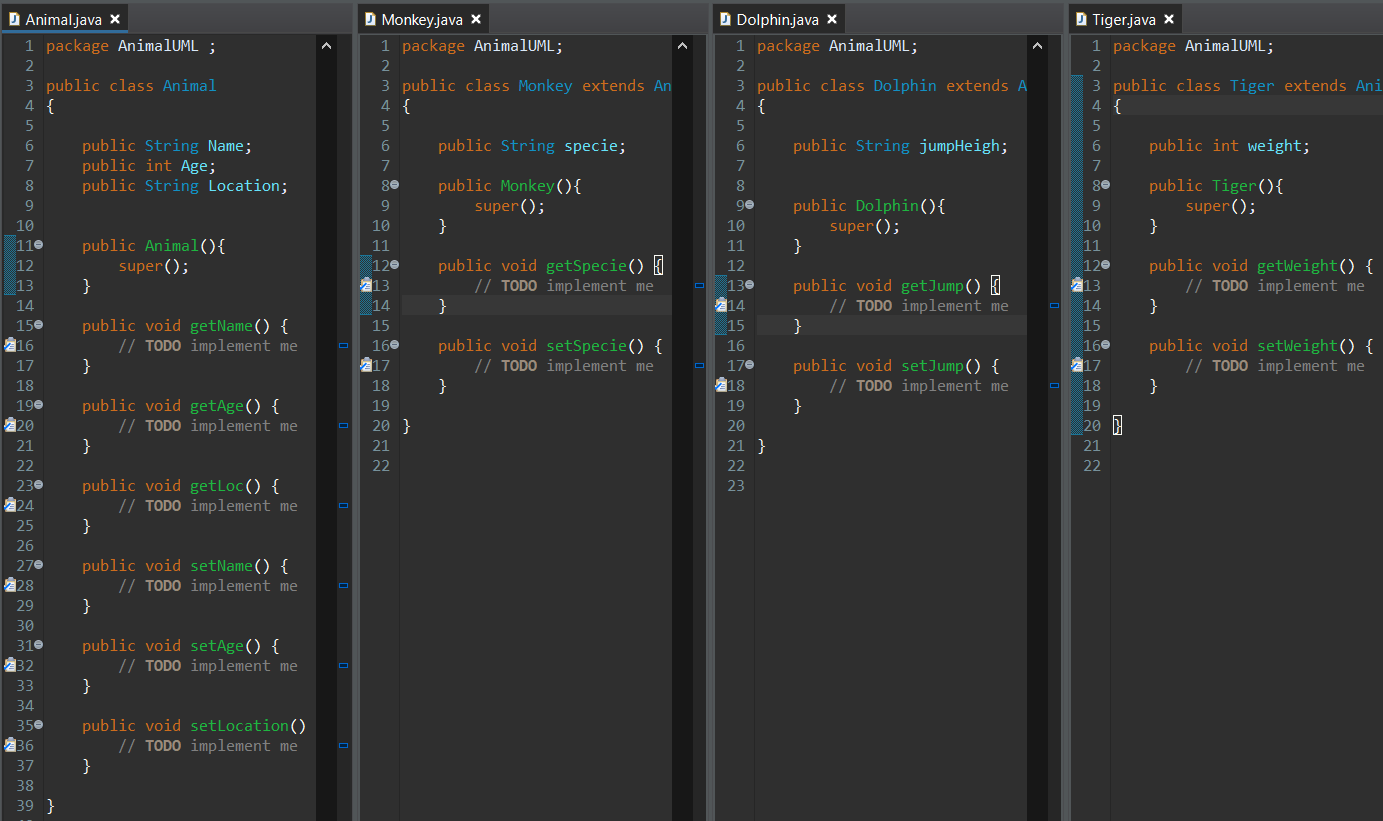 Animal.java
1 package AnimalUML ;
2
3 public class Animal
4 {
5
6 public String Name;
7 public int Age;
8 public String Location;
9
10
11 public Animal(){
12 super();
13 }
14
15 public void getName() {
16 // TODO implement me
17 }
18
19 public void getAge() {
20 // TODO implement me
21 }
22
23 public void getLoc() {
24 // TODO implement me
25 }
26
27 public void setName() {
28 // TODO implement me
29 }
30
31 public void setAge() {
32 // TODO implement me
33 }
34
35 public void setLocation()
36 // TODO implement me
37 }
38
39 }
Monkey.java
1 package AnimalUML;
2
3 public class Monkey extends An
4 {
5
6 public String specie;
7
8 public Monkey(){
9 super();
10 }
11
12 public void getSpecie() {
13 // TODO implement me
14 }
15
16 public void setSpecie() {
17 // TODO implement me
18 }
19
20 }
21
22
Dolphin.java
1 package AnimalUML;
2
3 public class Dolphin extends A
4 {
5
6 public String jumpHeigh;
7
8
9 public Dolphin(){
10 super();
11 }
12
13 public void getJump() {
14 // TODO implement me
15 }
16
17 public void setJump() {
18 // TODO implement me
19 }
20
21 }
22
23
Tiger.java
1 package AnimalUML;
2
3 public class Tiger extends Ani
4 {
5
6 public int weight;
7
8 public Tiger(){
9 super();
10 }
11
12 public void getWeight() {
13 // TODO implement me
14 }
15
16 public void setWeight() {
17 // TODO implement me
18 }
19
20 }
21
22